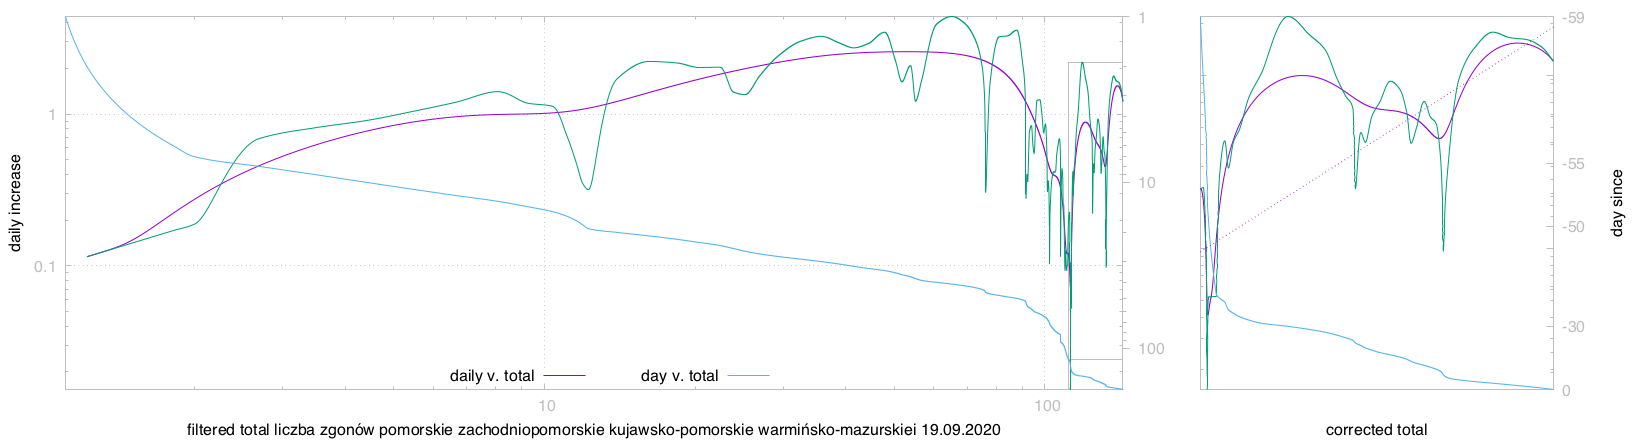 1
-59
1
daily increase
10
-55
-50
day since
0.1
-30
100
daily v. total
day v. total
0
10
100
filtered total liczba zgonów pomorskie zachodniopomorskie kujawsko-pomorskie warmińsko-mazurskiei 19.09.2020
corrected total